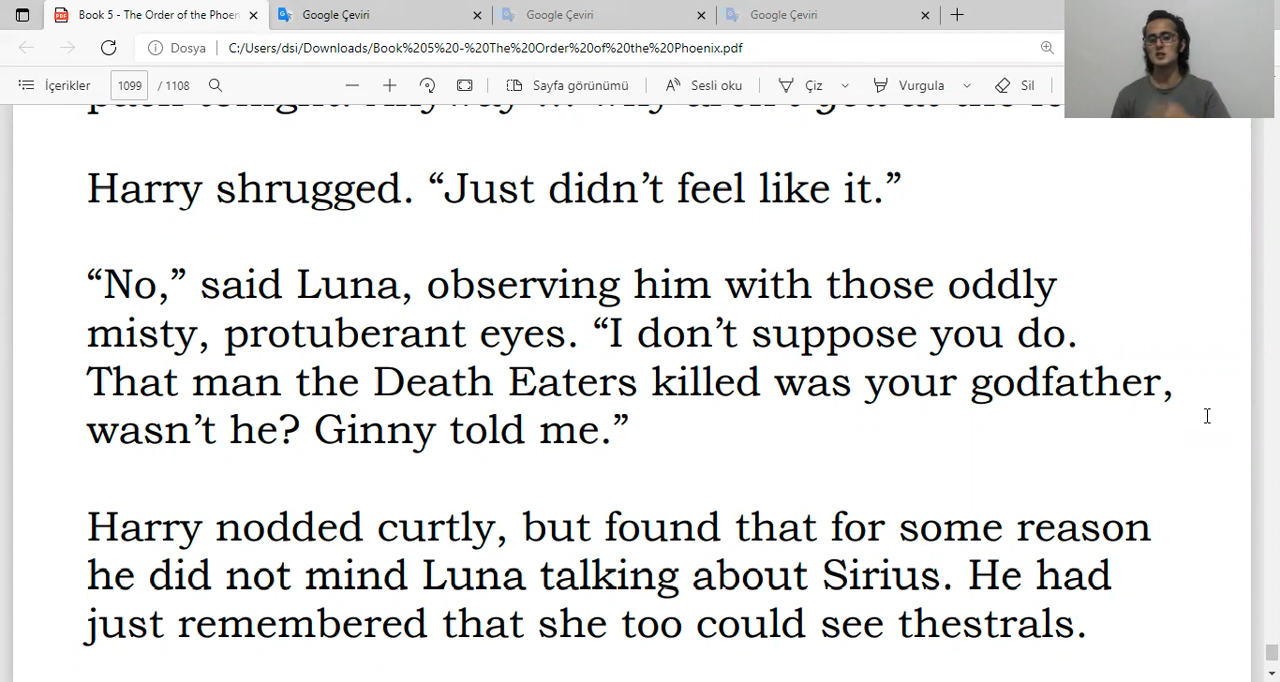 Book 5 - The Order of the Phoen
Google Çeviri
Google Çeviri
Google Çeviri
Dosya
C:/Users/dsi/Downloads/Book%205%20-%20The%20Order%20of%20the%20Phoenix.pdf
İçerikler
1099 / 1108
Sayfa görünümü
Sesli oku
Çiz
Vurgula
Sil
Harry shrugged. “Just didn’t feel like it.”
“No,” said Luna, observing him with those oddly
misty, protuberant eyes. “I don’t suppose you do.
That man the Death Eaters killed was your godfather,
wasn’t he? Ginny told me.”
Harry nodded curtly, but found that for some reason
he did not mind Luna talking about Sirius. He had
just remembered that she too could see thestrals.